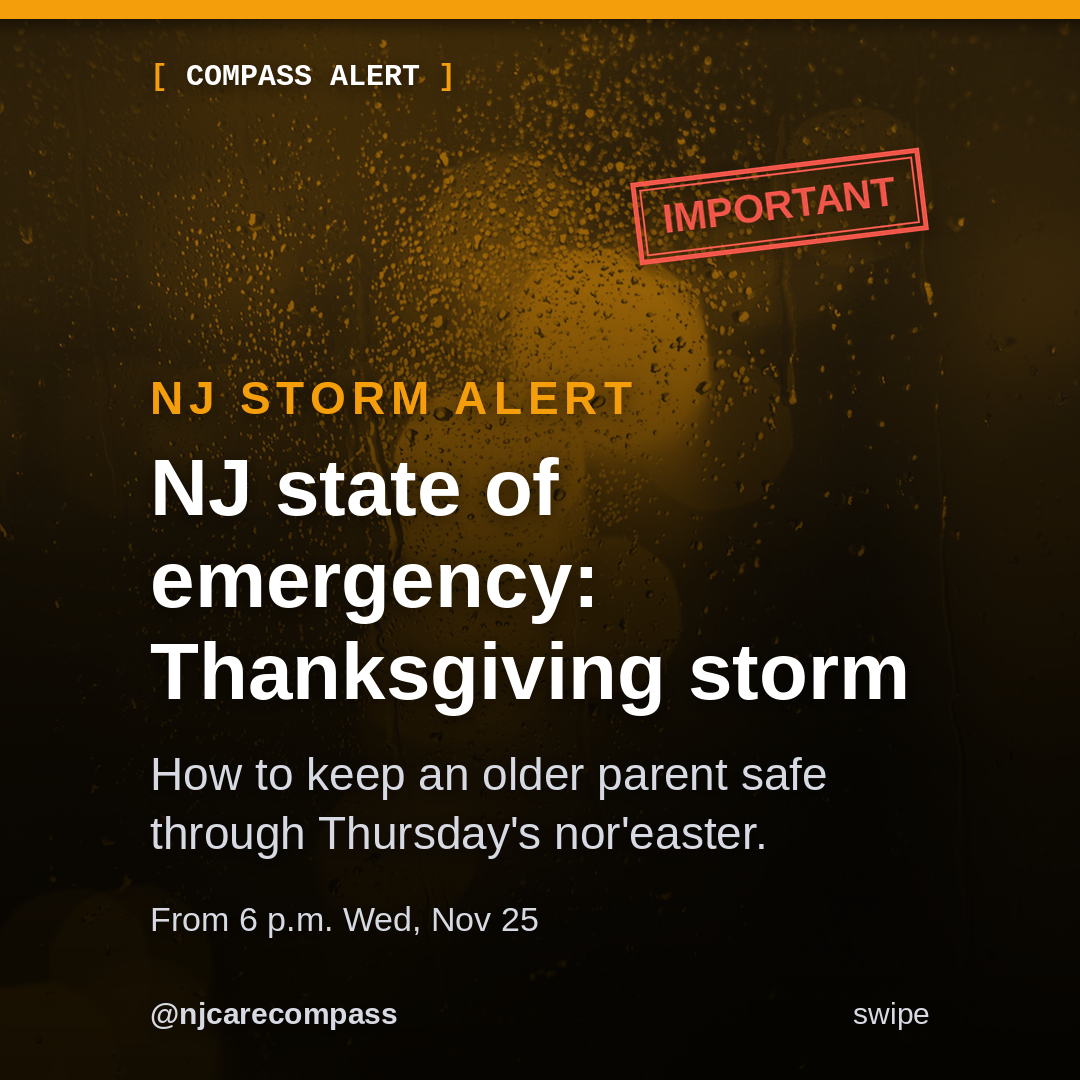 [ COMPASS ALERT ]
IMPORTANT
NJ STORM ALERT
NJ state of
emergency:
Thanksgiving storm
How to keep an older parent safe
through Thursday's nor'easter.
From 6 p.m. Wed, Nov 25
@njcarecompass
swipe